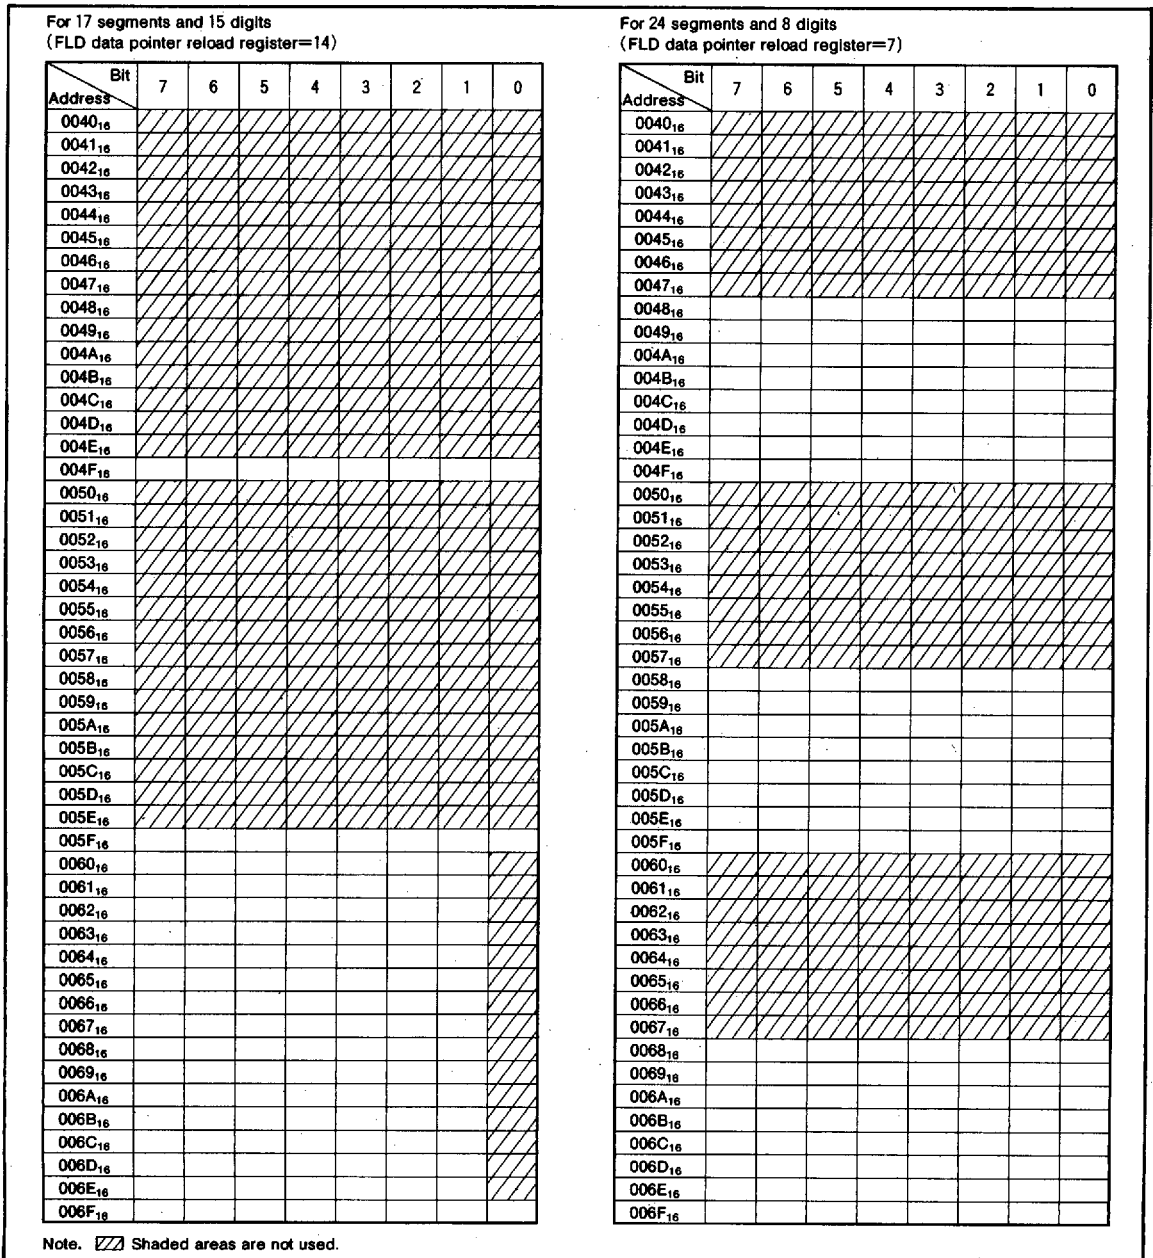 For 17 segments and 15 digits
(FLD data pointer reload register=14)
Bit
Address
7 6 5 4 3 2 1 0
0040₁₆
0041₁₆
0042₁₆
0043₁₆
0044₁₆
0045₁₆
0046₁₆
0047₁₆
0048₁₆
0049₁₆
004A₁₆
004B₁₆
004C₁₆
004D₁₆
004E₁₆
004F₁₆
0050₁₆
0051₁₆
0052₁₆
0053₁₆
0054₁₆
0055₁₆
0056₁₆
0057₁₆
0058₁₆
0059₁₆
005A₁₆
005B₁₆
005C₁₆
005D₁₆
005E₁₆
005F₁₆
0060₁₆
0061₁₆
0062₁₆
0063₁₆
0064₁₆
0065₁₆
0066₁₆
0067₁₆
0068₁₆
0069₁₆
006A₁₆
006B₁₆
006C₁₆
006D₁₆
006E₁₆
006F₁₆
Note. Shaded areas are not used.
For 24 segments and 8 digits
(FLD data pointer reload register=7)
Bit
Address
7 6 5 4 3 2 1 0
0040₁₆
0041₁₆
0042₁₆
0043₁₆
0044₁₆
0045₁₆
0046₁₆
0047₁₆
0048₁₆
0049₁₆
004A₁₆
004B₁₆
004C₁₆
004D₁₆
004E₁₆
004F₁₆
0050₁₆
0051₁₆
0052₁₆
0053₁₆
0054₁₆
0055₁₆
0056₁₆
0057₁₆
0058₁₆
0059₁₆
005A₁₆
005B₁₆
005C₁₆
005D₁₆
005E₁₆
005F₁₆
0060₁₆
0061₁₆
0062₁₆
0063₁₆
0064₁₆
0065₁₆
0066₁₆
0067₁₆
0068₁₆
0069₁₆
006A₁₆
006B₁₆
006C₁₆
006D₁₆
006E₁₆
006F₁₆